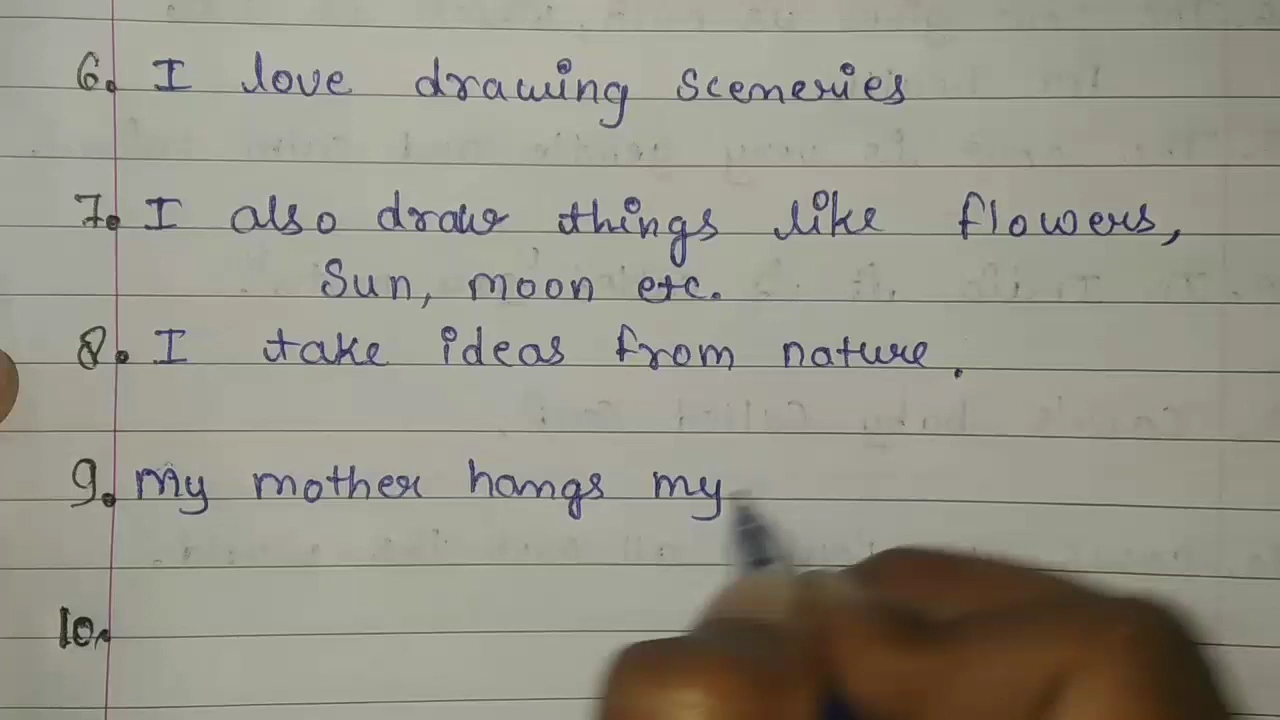 6. I love drawing sceneries
7. I also draw things like flowers,
Sun, moon etc.
8. I take ideas from nature.
9. my mother hangs my
10.